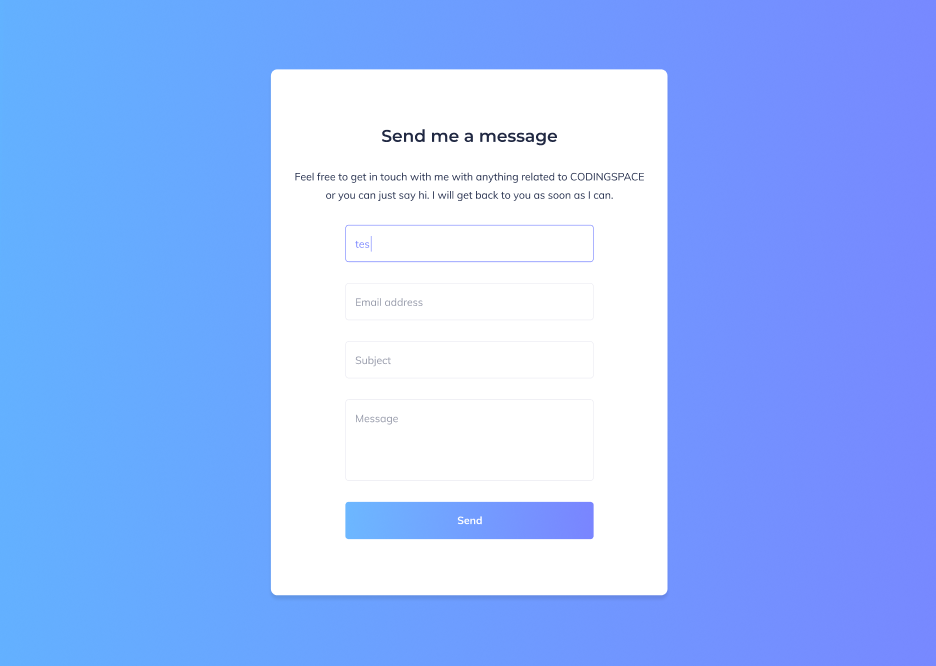 Send me a message
Feel free to get in touch with me with anything related to CODINGSPACE
or you can just say hi. I will get back to you as soon as I can.
tes
Email address
Subject
Message
Send